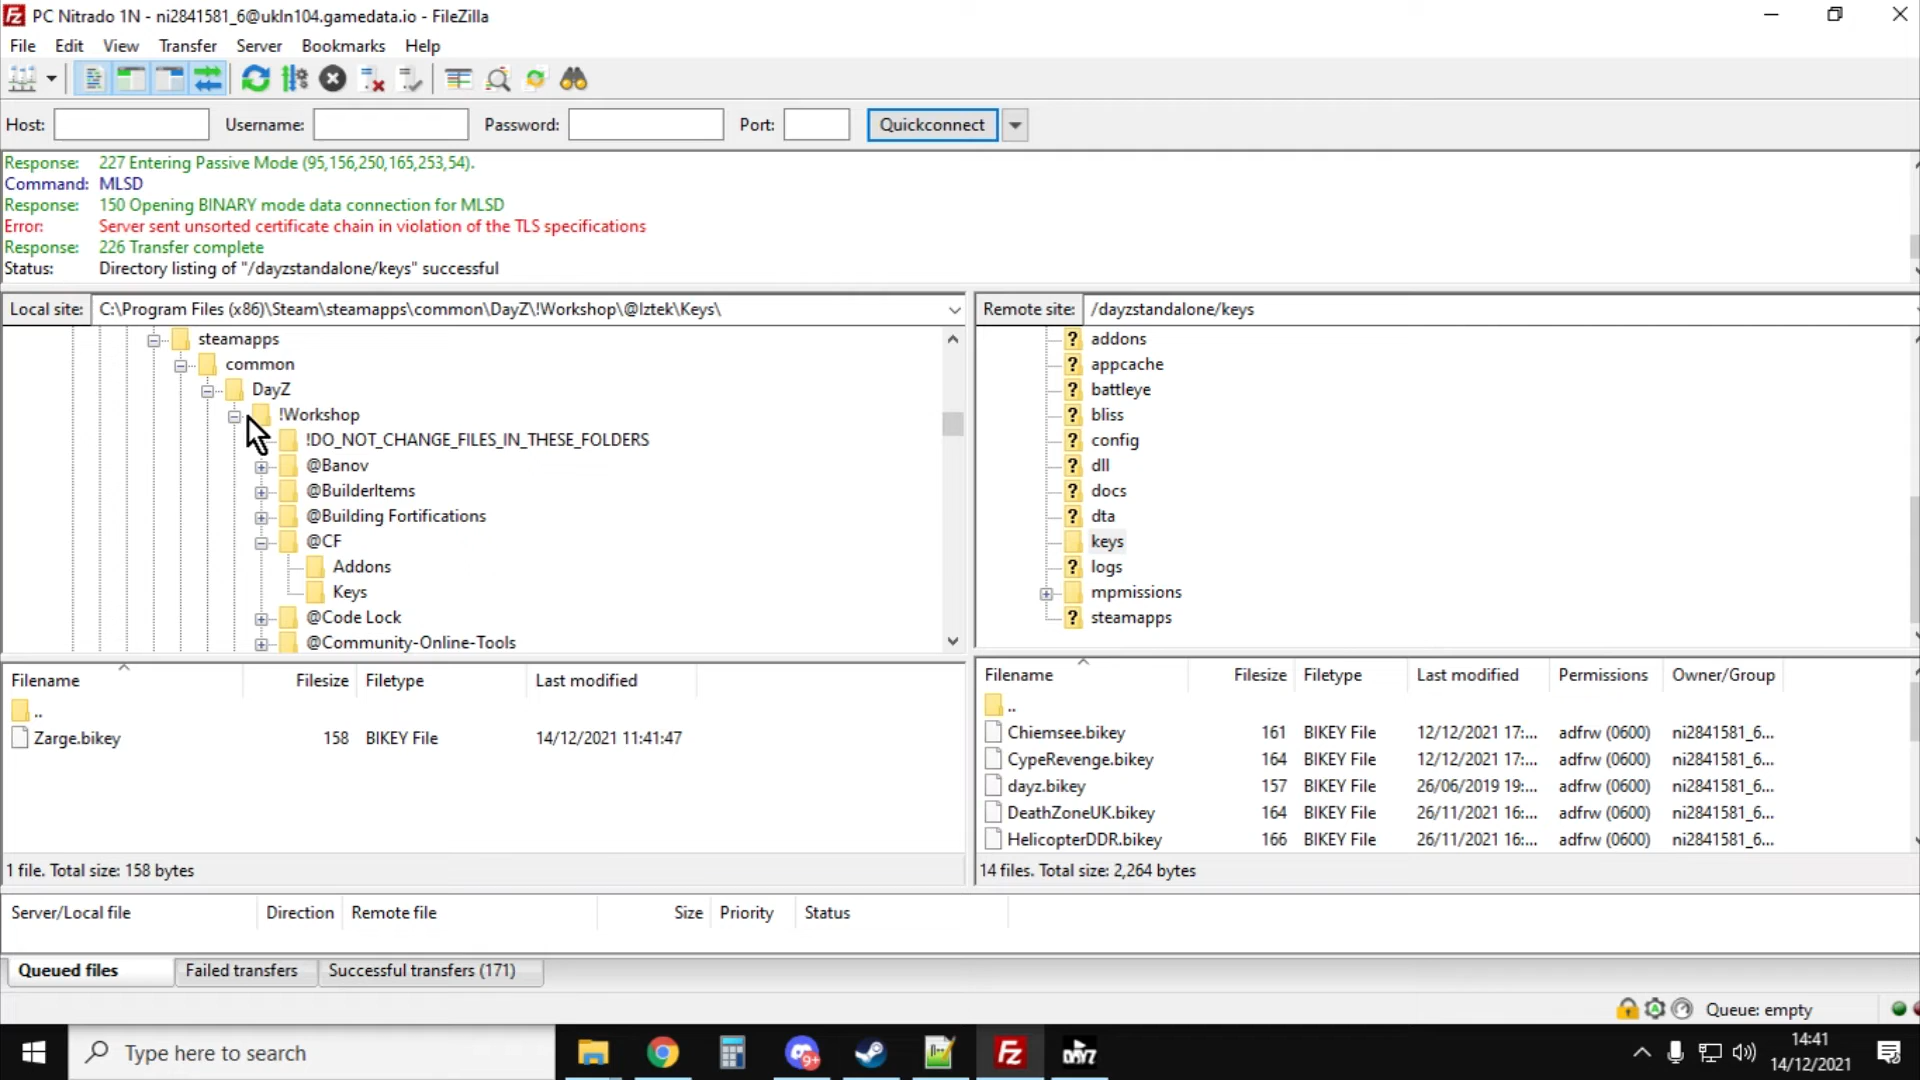 PC Nitrado 1N - ni2841581_6@ukln104.gamedata.io - FileZilla
File Edit View Transfer Server Bookmarks Help
Host: Username: Password: Port: Quickconnect
Response: 227 Entering Passive Mode (95,156,250,165,253,54).
Command: MLSD
Response: 150 Opening BINARY mode data connection for MLSD
Error: Server sent unsorted certificate chain in violation of the TLS specifications
Response: 226 Transfer complete
Status: Directory listing of "/dayzstandalone/keys" successful
Local site: C:\Program Files (x86)\Steam\steamapps\common\DayZ\!Workshop\@Iztek\Keys\
steamapps
common
DayZ
!Workshop
!DO_NOT_CHANGE_FILES_IN_THESE_FOLDERS
@Banov
@BuilderItems
@Building Fortifications
@CF
Addons
Keys
@Code Lock
@Community-Online-Tools
Filename Filesize Filetype Last modified
..
Zarge.bikey 158 BIKEY File 14/12/2021 11:41:47
1 file. Total size: 158 bytes
Remote site: /dayzstandalone/keys
addons
appcache
battleye
bliss
config
dll
docs
dta
keys
logs
mpmissions
steamapps
Filename Filesize Filetype Last modified Permissions Owner/Group
..
Chiemsee.bikey 161 BIKEY File 12/12/2021 17:... adfrw (0600) ni2841581_6...
CypeRevenge.bikey 164 BIKEY File 12/12/2021 17:... adfrw (0600) ni2841581_6...
dayz.bikey 157 BIKEY File 26/06/2019 19:... adfrw (0600) ni2841581_6...
DeathZoneUK.bikey 164 BIKEY File 26/11/2021 16:... adfrw (0600) ni2841581_6...
HelicopterDDR.bikey 166 BIKEY File 26/11/2021 16:... adfrw (0600) ni2841581_6...
14 files. Total size: 2,264 bytes
Server/Local file Direction Remote file Size Priority Status
Queued files Failed transfers Successful transfers (171)
Queue: empty
Type here to search
9+
DAYZ
14:41
14/12/2021